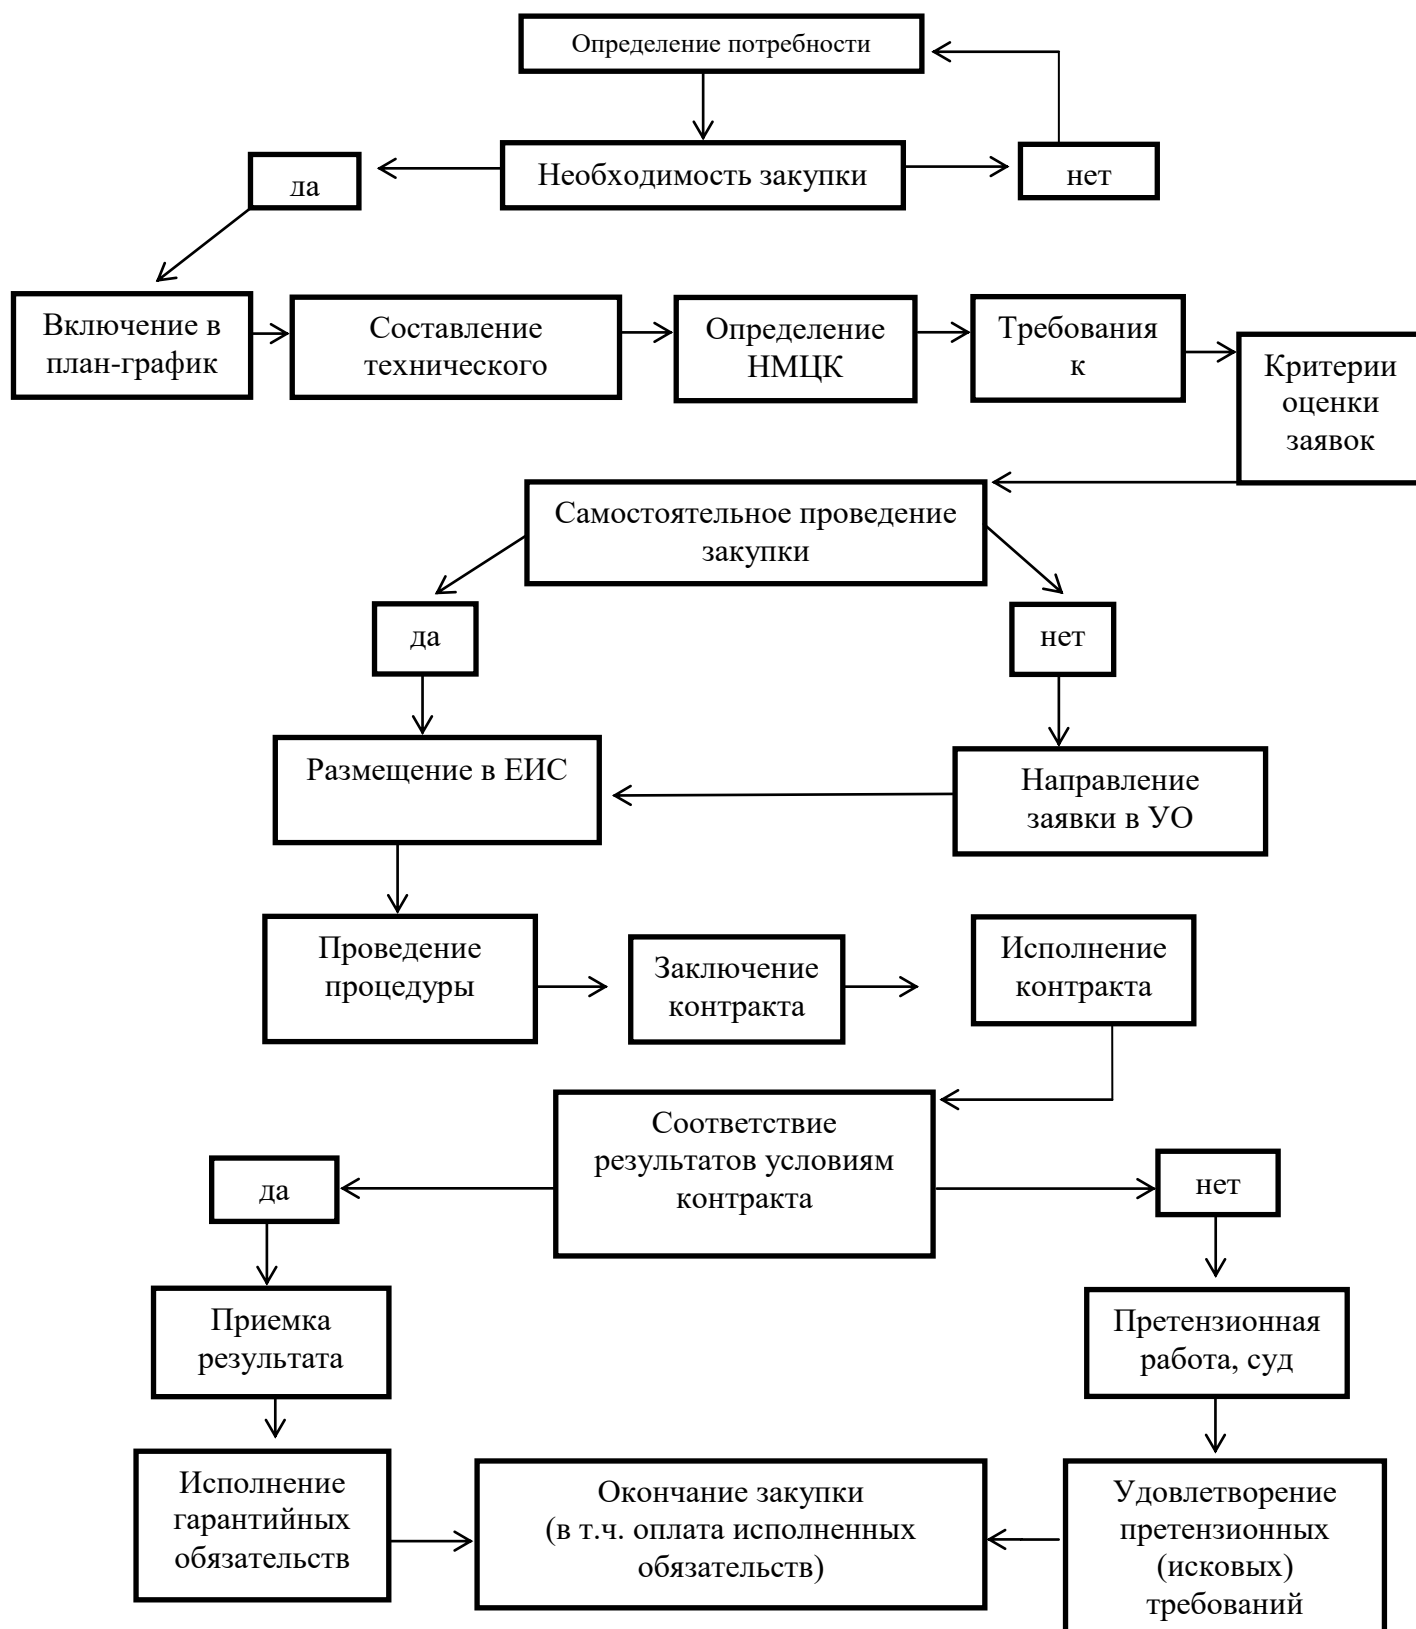 Определение потребности
да
Необходимость закупки
нет
Включение в
план-график
Составление
технического
Определение
НМЦК
Требования
к
Критерии
оценки
заявок
Самостоятельное проведение
закупки
да
нет
Размещение в ЕИС
Направление
заявки в УО
Проведение
процедуры
Заключение
контракта
Исполнение
контракта
Соответствие
результатов условиям
контракта
да
нет
Приемка
результата
Претензионная
работа, суд
Исполнение
гарантийных
обязательств
Окончание закупки
(в т.ч. оплата исполненных
обязательств)
Удовлетворение
претензионных
(исковых)
требований